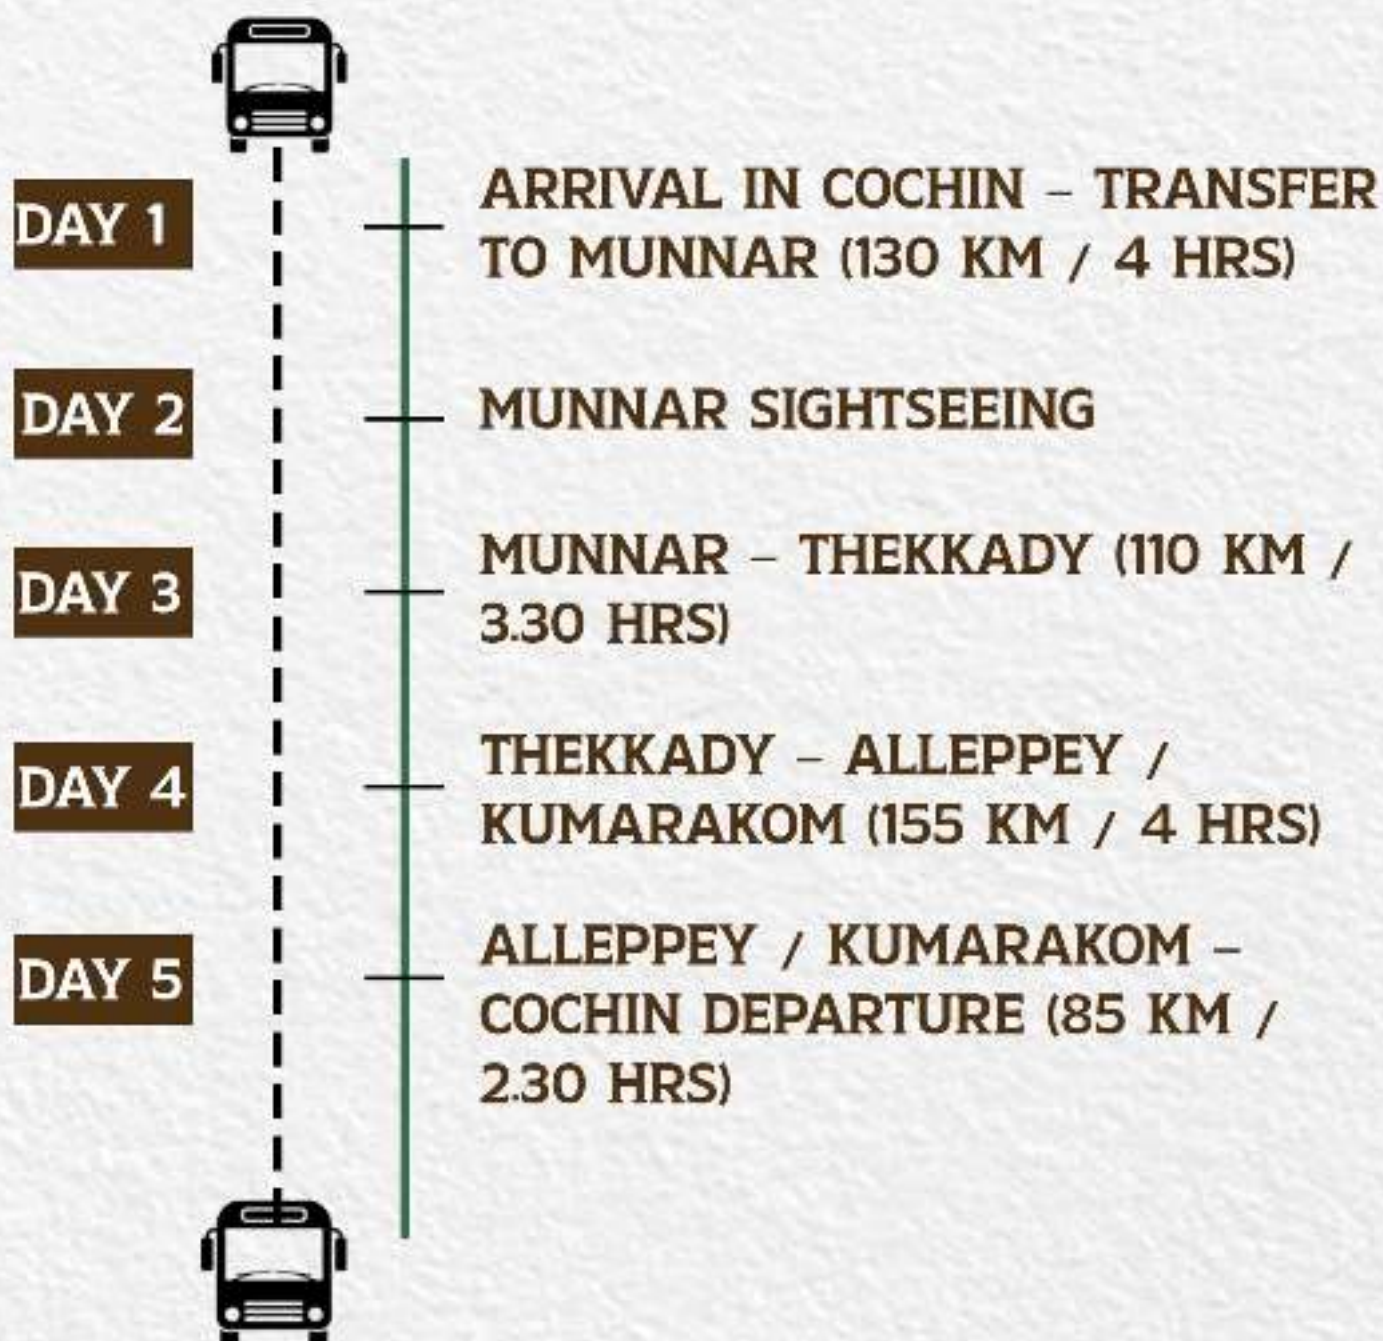 DAY 1
ARRIVAL IN COCHIN – TRANSFER
TO MUNNAR (130 KM / 4 HRS)
DAY 2
MUNNAR SIGHTSEEING
DAY 3
MUNNAR – THEKKADY (110 KM /
3.30 HRS)
DAY 4
THEKKADY – ALLEPPEY /
KUMARAKOM (155 KM / 4 HRS)
DAY 5
ALLEPPEY / KUMARAKOM –
COCHIN DEPARTURE (85 KM /
2.30 HRS)